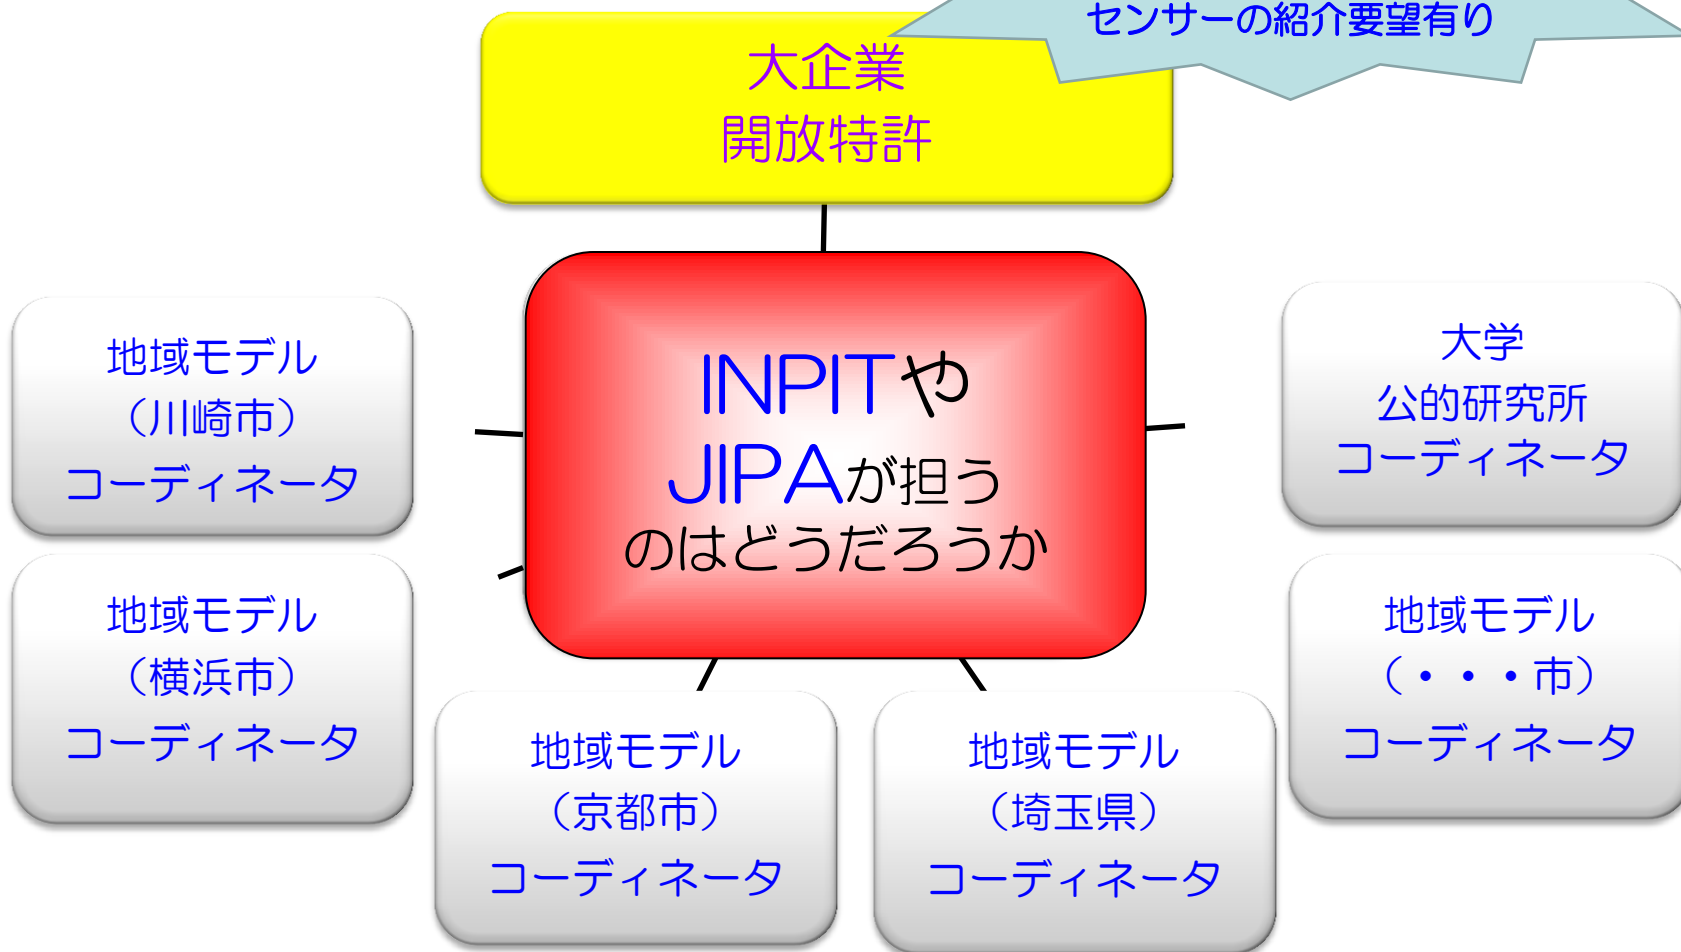 センサーの紹介要望有り
大企業
開放特許
INPITや
JIPAが担う
のはどうだろうか
地域モデル
（川崎市）
コーディネータ
大学
公的研究所
コーディネータ
地域モデル
（横浜市）
コーディネータ
地域モデル
（・・・市）
コーディネータ
地域モデル
（京都市）
コーディネータ
地域モデル
（埼玉県）
コーディネータ